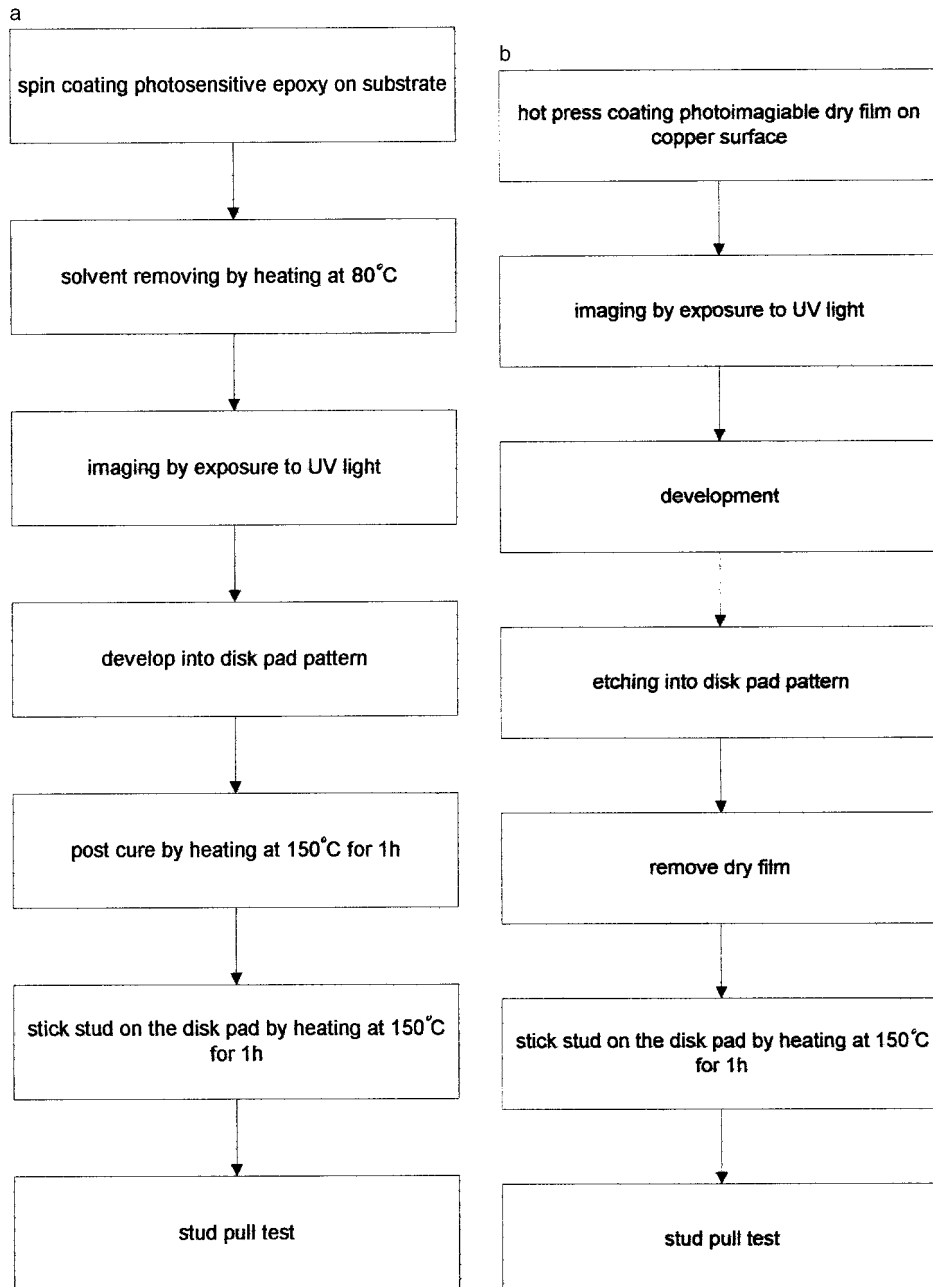 a
spin coating photosensitive epoxy on substrate
solvent removing by heating at 80°C
imaging by exposure to UV light
develop into disk pad pattern
post cure by heating at 150°C for 1h
stick stud on the disk pad by heating at 150°C
for 1h
stud pull test
b
hot press coating photoimagiable dry film on
copper surface
imaging by exposure to UV light
development
etching into disk pad pattern
remove dry film
stick stud on the disk pad by heating at 150°C
for 1h
stud pull test